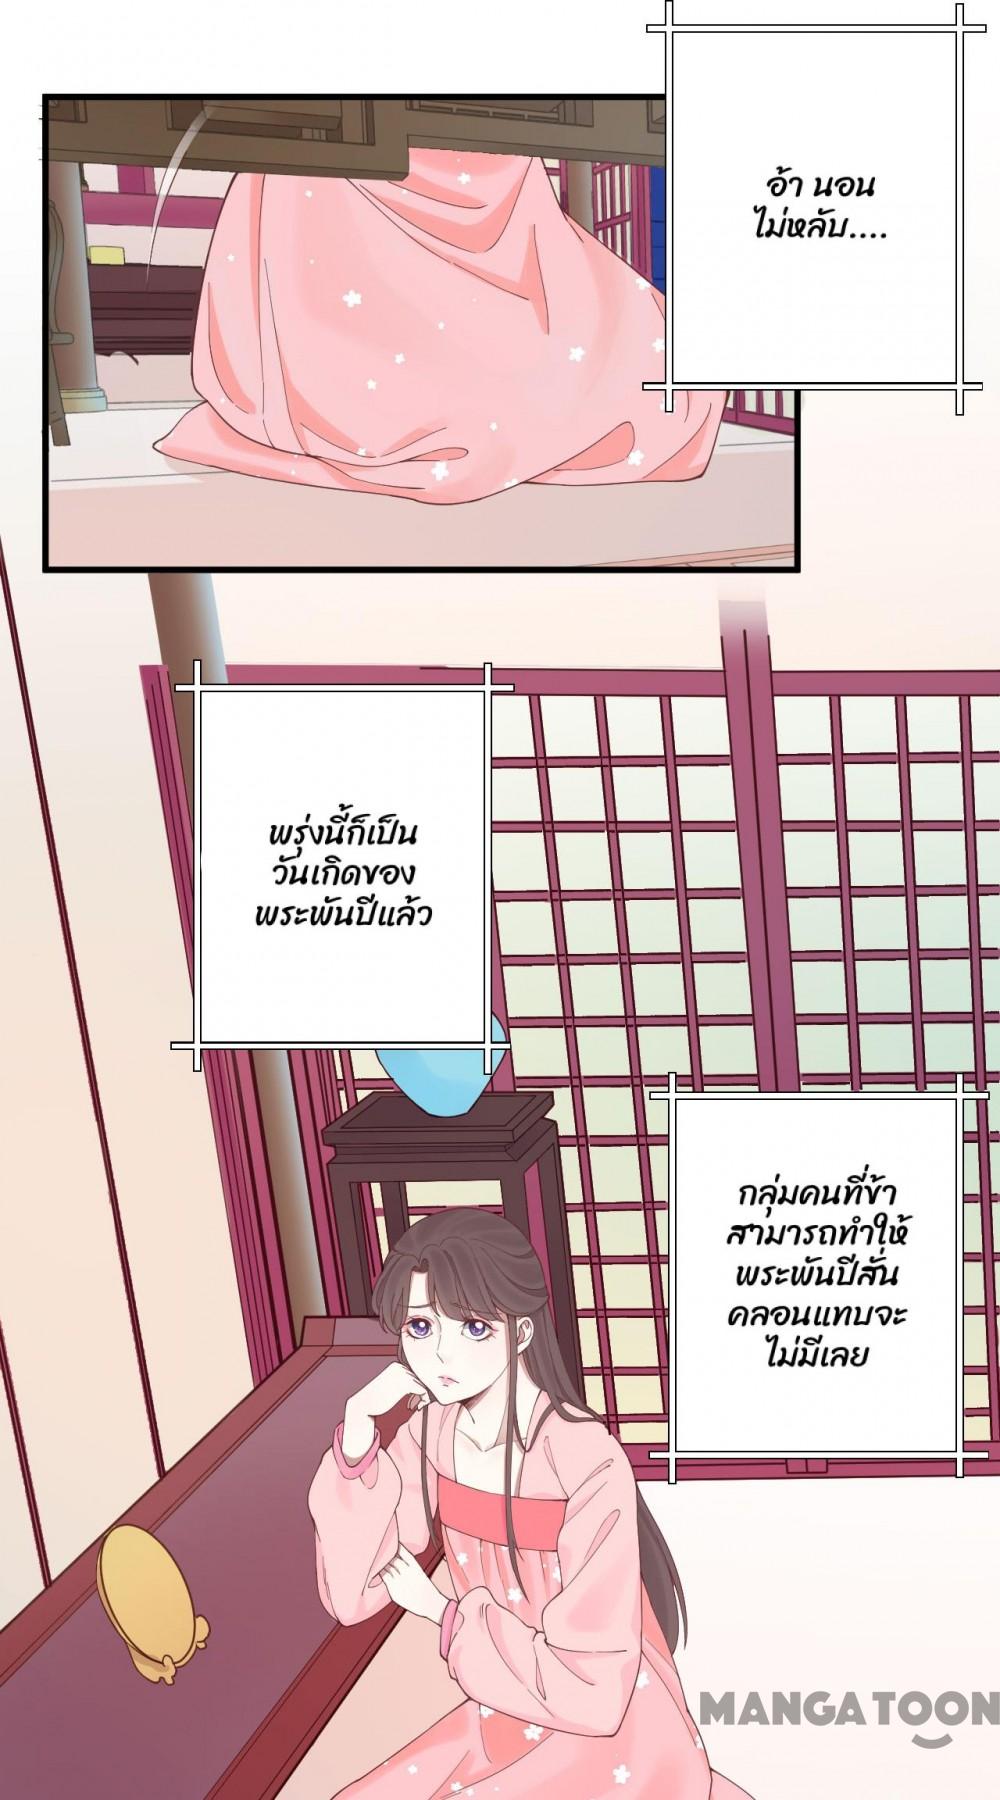 อ้า นอน
ไม่หลับ....
พรุ่งนี้ก็เป็น
วันเกิดของ
พระพันปีแล้ว
กลุ่มคนที่ข้า
สามารถทำให้
พระพันปีสั่น
คลอนแทบจะ
ไม่มีเลย
MANGATOON